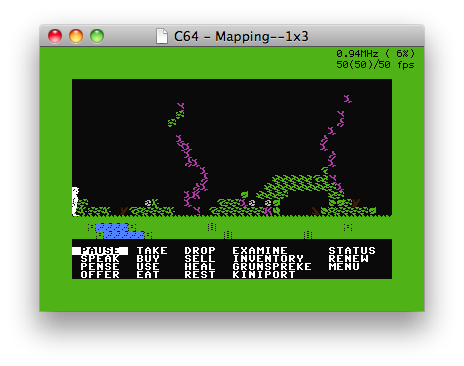 C64 - Mapping--1x3
0.94MHz ( 6%)
50(50)/50 fps
PAUSE TAKE DROP EXAMINE STATUS
SPEAK BUY SELL INVENTORY RENEW
PENSE USE HEAL GRUNSPREKE MENU
OFFER EAT REST KINIPORT